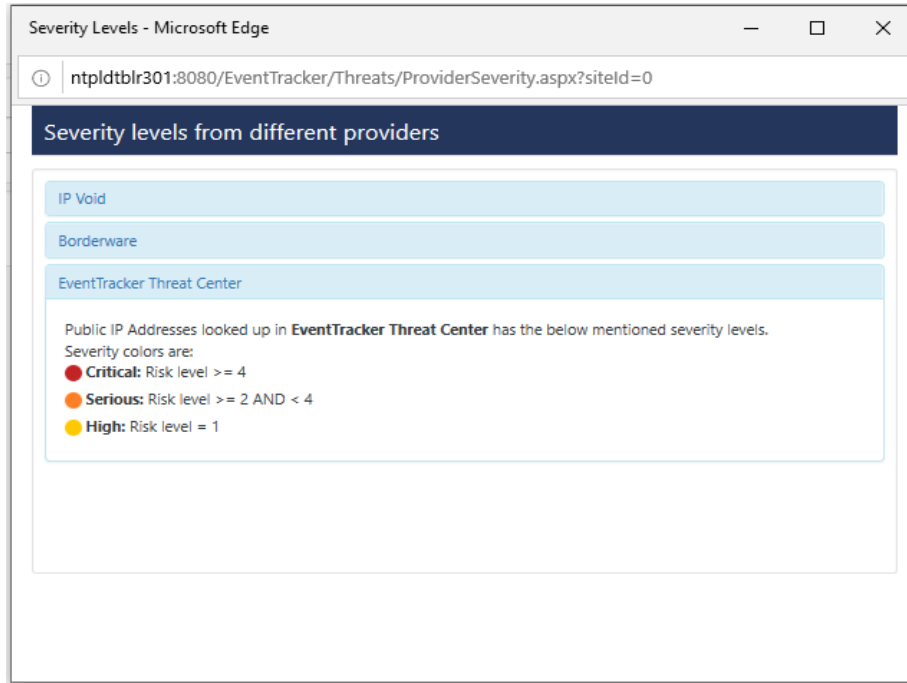 Severity Levels - Microsoft Edge
ntpldtblr301:8080/EventTracker/Threats/ProviderSeverity.aspx?siteId=0
Severity levels from different providers
IP Void
Borderware
EventTracker Threat Center
Public IP Addresses looked up in EventTracker Threat Center has the below mentioned severity levels.
Severity colors are:
Critical: Risk level >= 4
Serious: Risk level >= 2 AND < 4
High: Risk level = 1